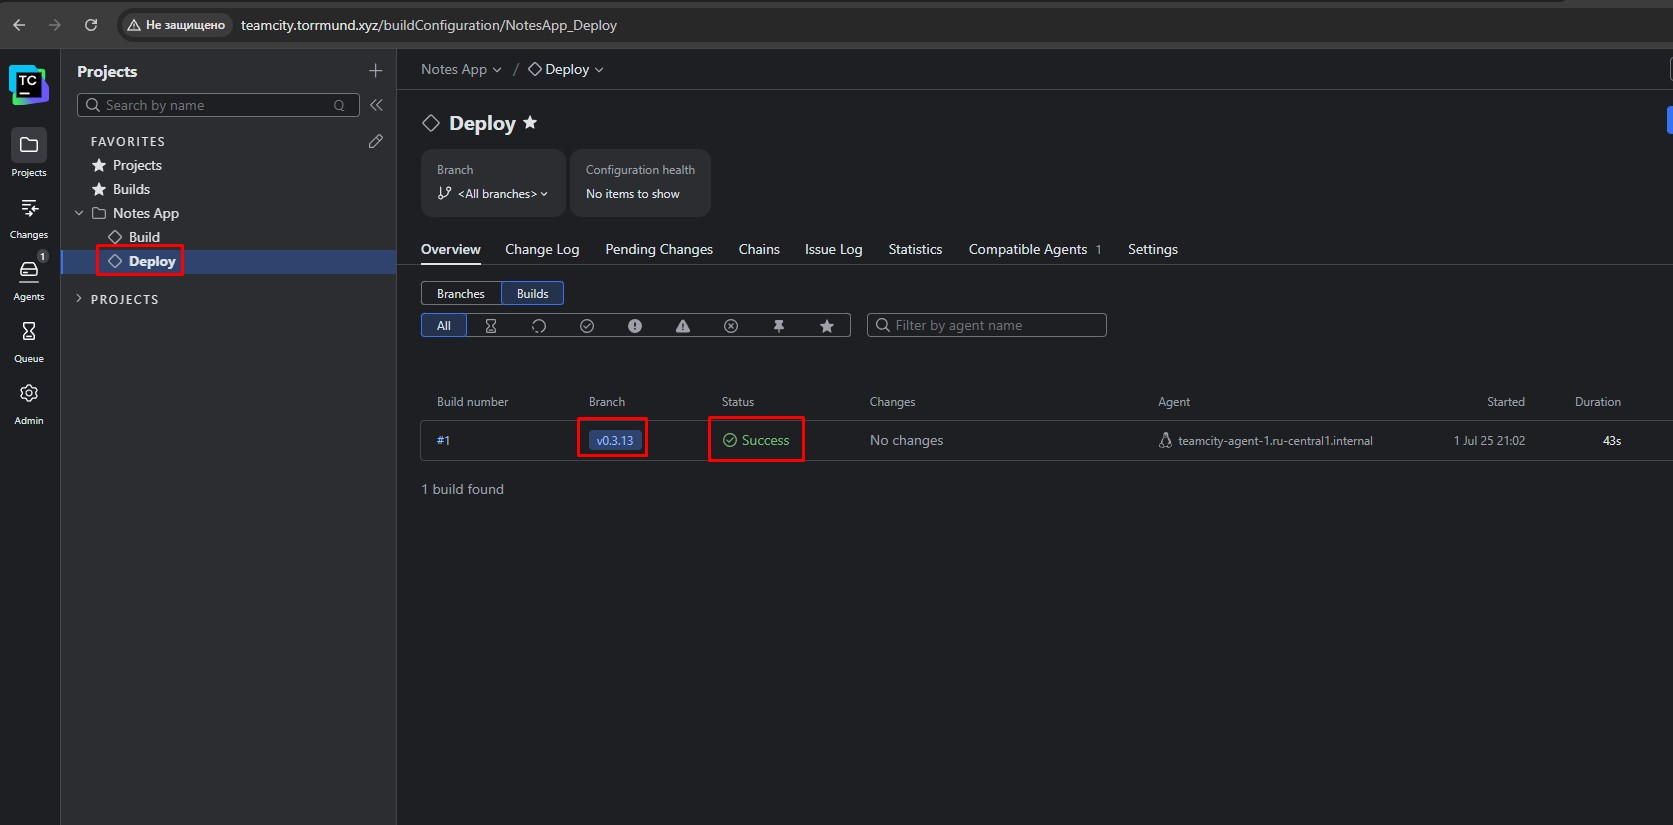 Не защищено teamcity.torrmund.xyz/buildConfiguration/NotesApp_Deploy
TC
Projects
Changes
1
Agents
Queue
Admin
Projects
Search by name Q
FAVORITES
Projects
Builds
Notes App
Build
Deploy
PROJECTS
Notes App / Deploy
Deploy
Branch
<All branches>
Configuration health
No items to show
Overview Change Log Pending Changes Chains Issue Log Statistics Compatible Agents 1 Settings
Branches Builds
All Filter by agent name
Build number Branch Status Changes Agent Started Duration
#1 v0.3.13 Success No changes teamcity-agent-1.ru-central1.internal 1 Jul 25 21:02 43s
1 build found